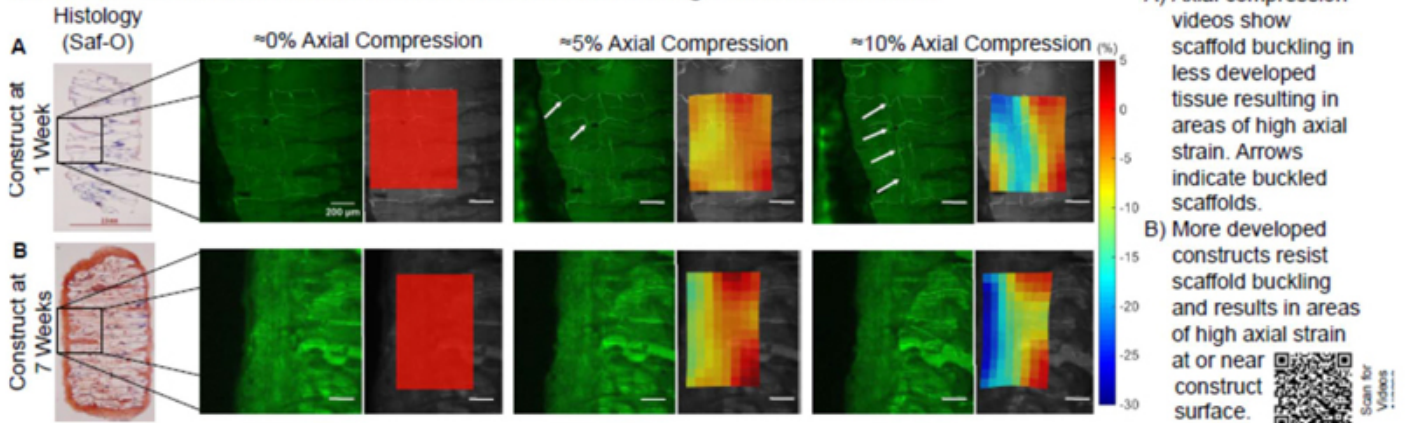 Histology
(Saf-O)
≈0% Axial Compression
≈5% Axial Compression
≈10% Axial Compression
(%)
A
Construct at
1 Week
200 µm
5
0
-5
-10
-15
-20
-25
-30
B
Construct at
7 Weeks
A) Axial compression
videos show
scaffold buckling in
less developed
tissue resulting in
areas of high axial
strain. Arrows
indicate buckled
scaffolds.
B) More developed
constructs resist
scaffold buckling
and results in areas
of high axial strain
at or near
construct
surface.
Scan for
Videos